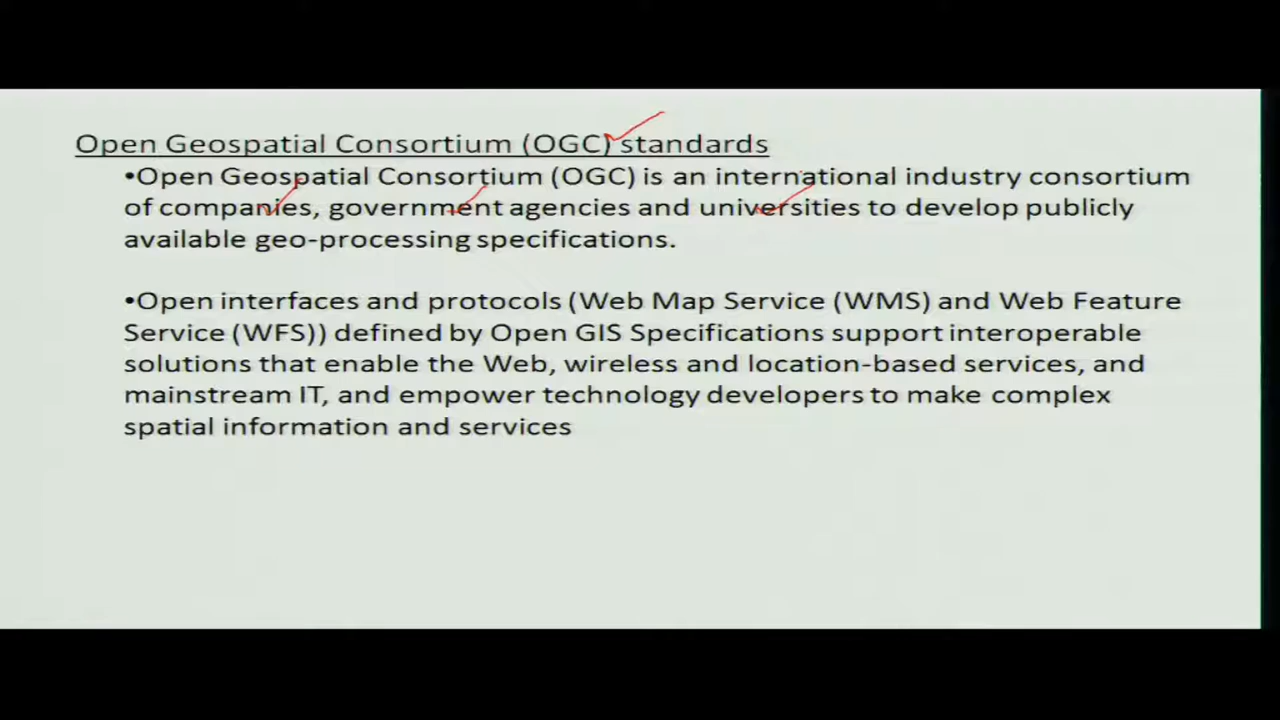 Open Geospatial Consortium (OGC) standards
•Open Geospatial Consortium (OGC) is an international industry consortium
of companies, government agencies and universities to develop publicly
available geo-processing specifications.
•Open interfaces and protocols (Web Map Service (WMS) and Web Feature
Service (WFS)) defined by Open GIS Specifications support interoperable
solutions that enable the Web, wireless and location-based services, and
mainstream IT, and empower technology developers to make complex
spatial information and services